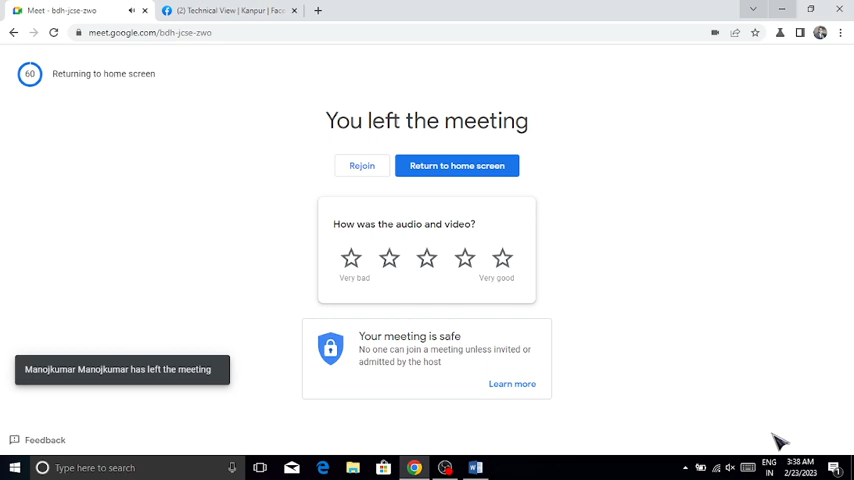 Meet - bdh-jcse-zwo
(2) Technical View | Kanpur | Face
meet.google.com/bdh-jcse-zwo
60
Returning to home screen
You left the meeting
Rejoin
Return to home screen
How was the audio and video?
Very bad
Very good
Your meeting is safe
No one can join a meeting unless invited or
admitted by the host
Learn more
Manojkumar Manojkumar has left the meeting
Feedback
Type here to search
ENG
IN
3:38 AM
2/23/2023
1